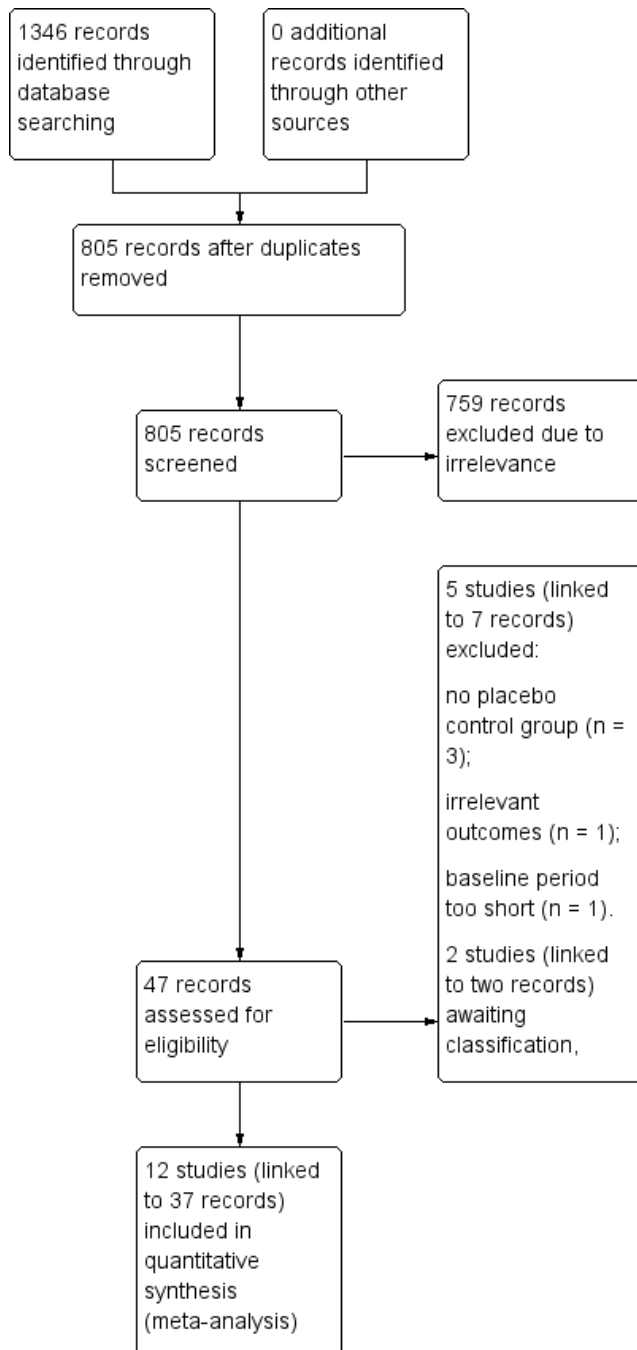 1346 records
identified through
database
searching
0 additional
records identified
through other
sources
805 records after duplicates
removed
805 records
screened
759 records
excluded due to
irrelevance
5 studies (linked
to 7 records)
excluded:
no placebo
control group (n =
3);
irrelevant
outcomes (n = 1);
baseline period
too short (n = 1).
2 studies (linked
to two records)
awaiting
classification,
47 records
assessed for
eligibility
12 studies (linked
to 37 records)
included in
quantitative
synthesis
(meta-analysis)